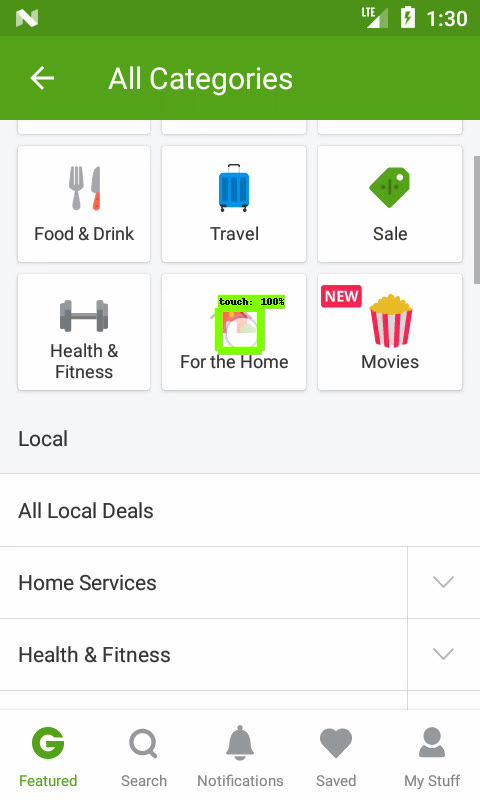 LTE 1:30
All Categories
Food & Drink
Travel
Sale
touch: 100%
NEW
Health &
Fitness
For the Home
Movies
Local
All Local Deals
Home Services
Health & Fitness
G
Featured
Search
Notifications
Saved
My Stuff